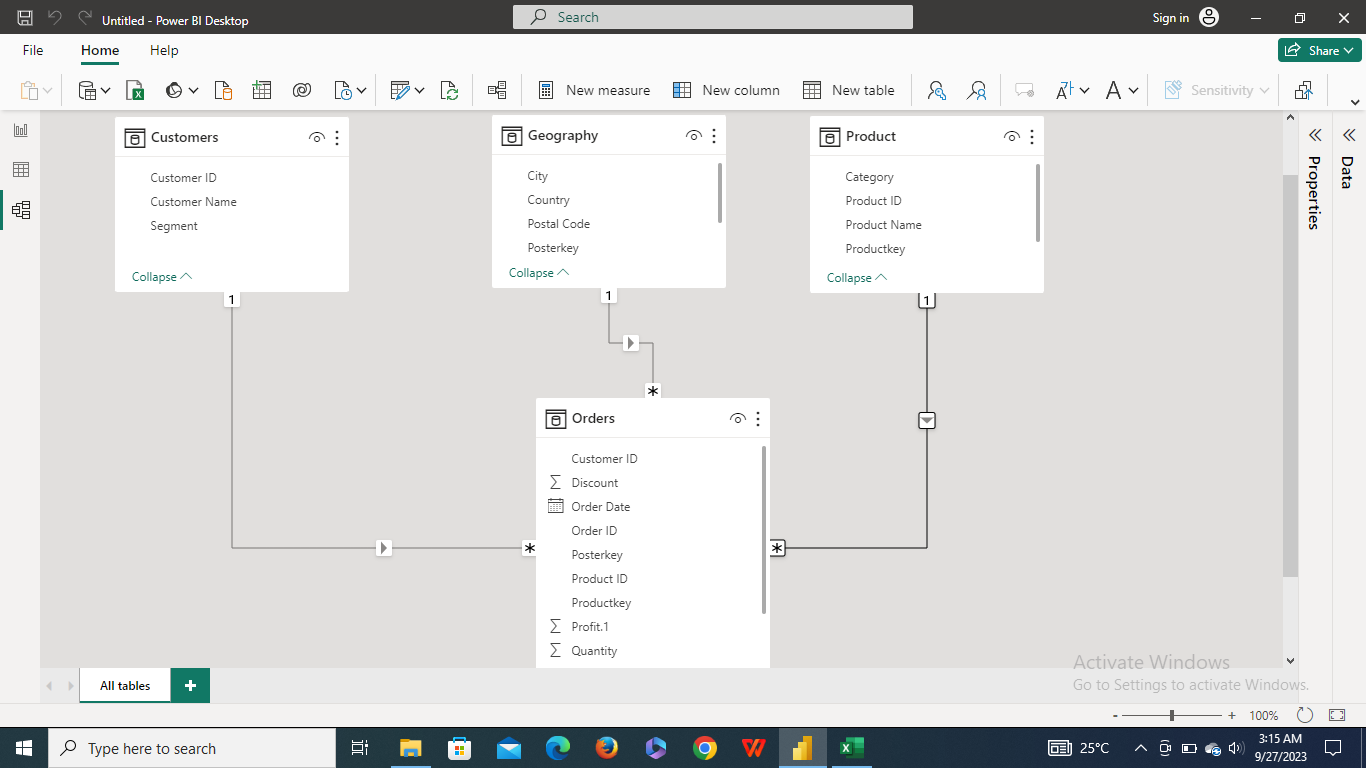 Untitled - Power BI Desktop
Search
Sign in
File
Home
Help
Share
New measure
New column
New table
Sensitivity
Customers
Customer ID
Customer Name
Segment
Collapse
1
Geography
City
Country
Postal Code
Posterkey
Collapse
1
Product
Category
Product ID
Product Name
Productkey
Collapse
1
*
Orders
Customer ID
Discount
Order Date
Order ID
Posterkey
Product ID
Productkey
Profit.1
Quantity
*
*
Properties
Data
Activate Windows
Go to Settings to activate Windows.
All tables
+
- + 100%
Type here to search
25°C
3:15 AM
9/27/2023